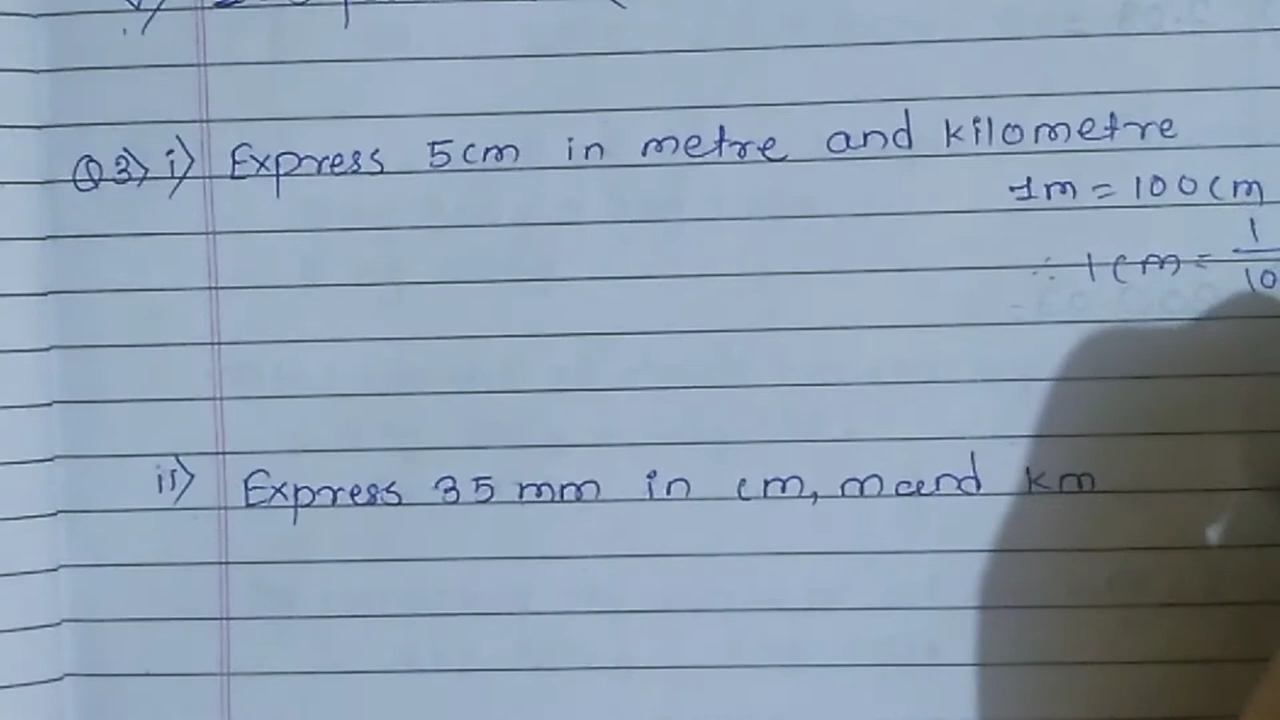 Q3) i) Express 5cm in metre and kilometre
1m = 100cm
∴ 1cm = 1/10
ii) Express 35 mm in cm, m and km